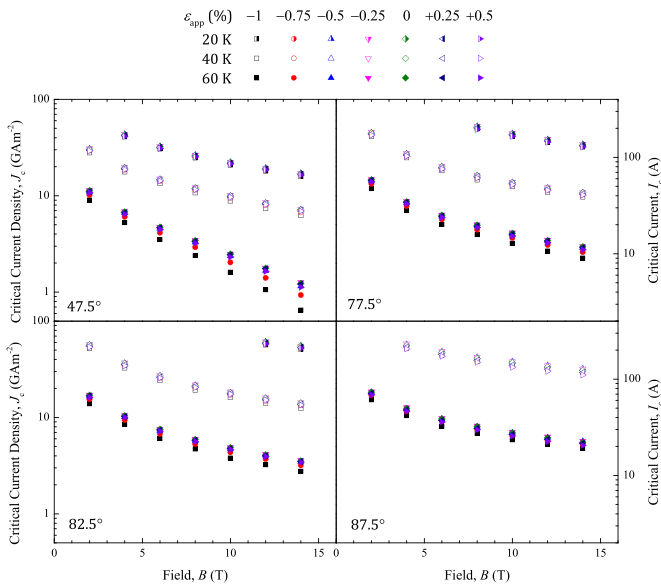 ε_app (%) −1 −0.75 −0.5 −0.25 0 +0.25 +0.5
20 K
40 K
60 K
Critical Current Density, J_c (GAm⁻²)
100
10
1
47.5°
77.5°
100
10
Critical Current, I_c (A)
Critical Current Density, J_c (GAm⁻²)
100
10
1
82.5°
87.5°
100
10
Critical Current, I_c (A)
0 5 10 15 0 5 10 15
Field, B (T) Field, B (T)